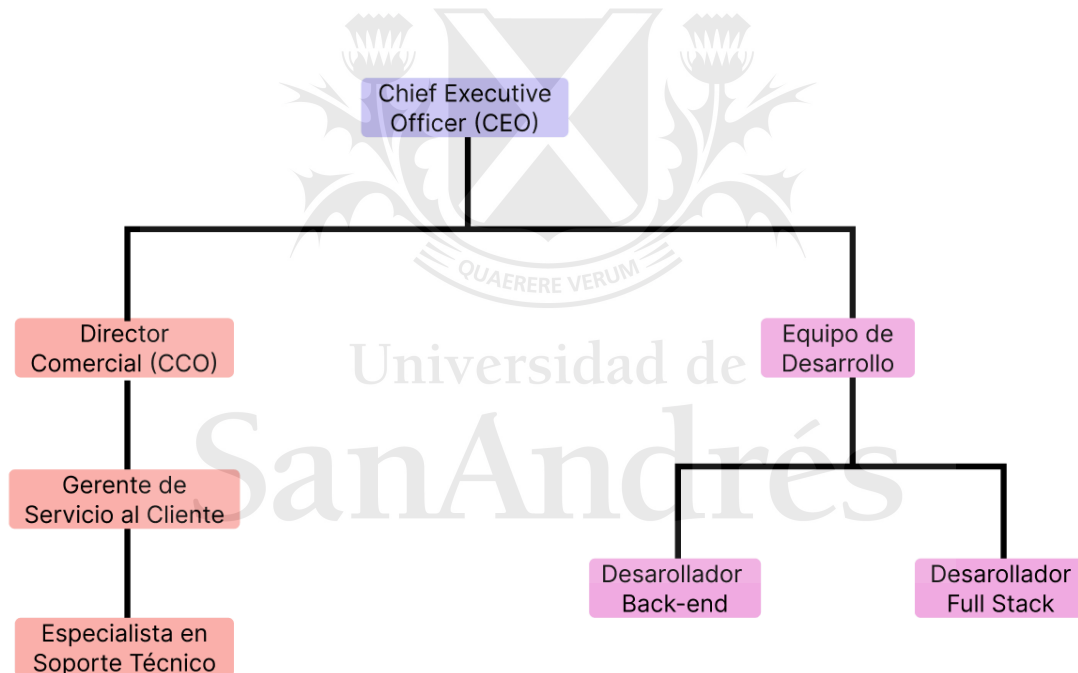 Chief Executive
Officer (CEO)
QUAERERE VERUM
Director
Comercial (CCO)
Equipo de
Desarrollo
Universidad de
SanAndrés
Gerente de
Servicio al Cliente
Desarollador
Back-end
Desarollador
Full Stack
Especialista en
Soporte Técnico